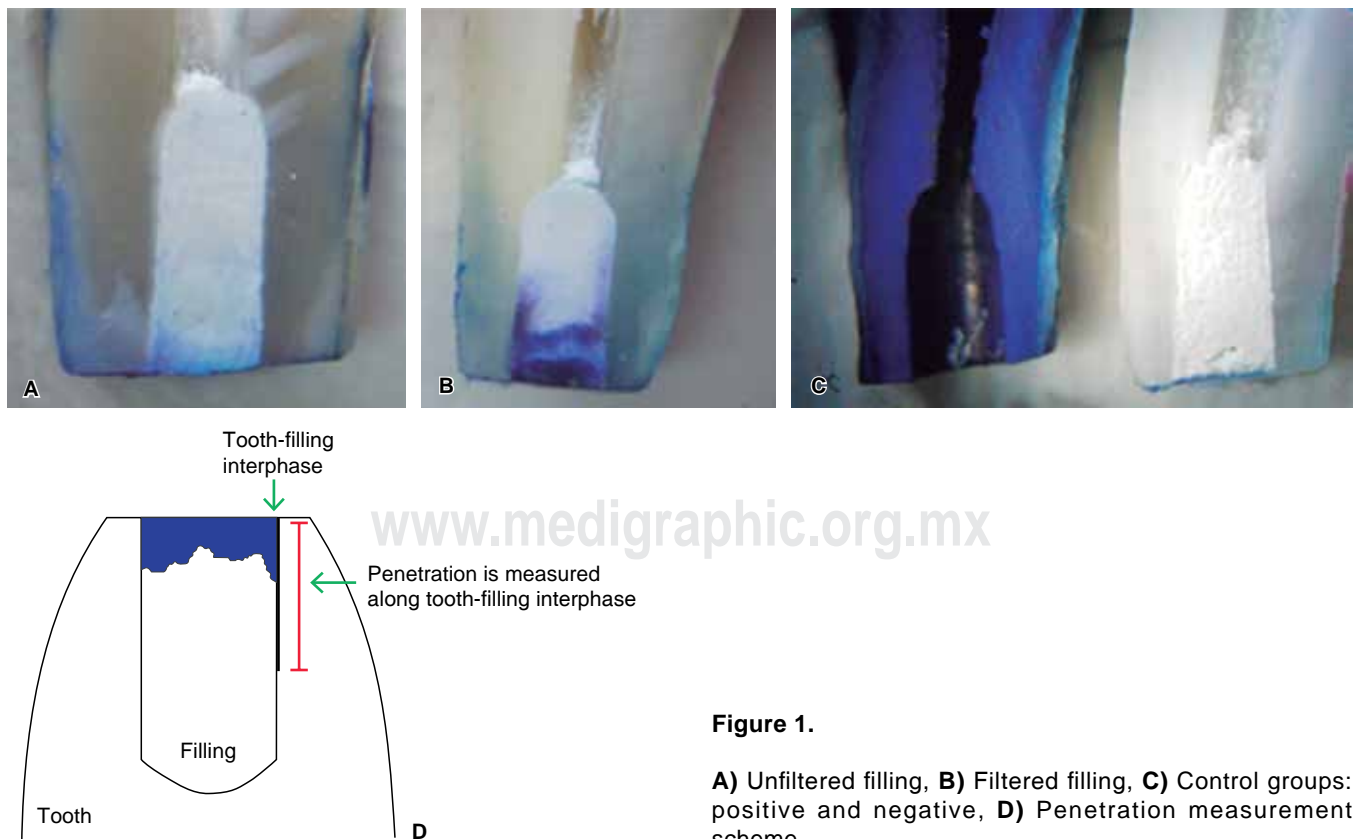 A
B
C
Tooth-filling
interphase
www.medigraphic.org.mx
Penetration is measured
along tooth-filling interphase
Filling
Tooth
D
Figure 1.
A) Unfiltered filling, B) Filtered filling, C) Control groups:
positive and negative, D) Penetration measurement
scheme.